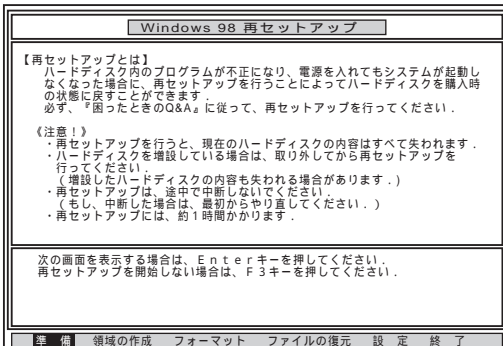 Windows 98 再セットアップ
【再セットアップとは】
ハードディスク内のプログラムが不正になり、電源を入れてもシステムが起動し
なくなった場合に、再セットアップを行うことによってハードディスクを購入時
の状態に戻すことができます．
必ず、『困ったときのQ&A』に従って、再セットアップを行ってください．
《注意！》
・再セットアップを行うと、現在のハードディスクの内容はすべて失われます．
・ハードディスクを増設している場合は、取り外してから再セットアップを
行ってください．
（増設したハードディスクの内容も失われる場合があります．）
・再セットアップは、途中で中断しないでください．
（もし、中断した場合は、最初からやり直してください．）
・再セットアップには、約１時間かかります．
次の画面を表示する場合は、Ｅｎｔｅｒキーを押してください．
再セットアップを開始しない場合は、Ｆ３キーを押してください．
準　備　領域の作成　フォーマット　ファイルの復元　設　定　終　了